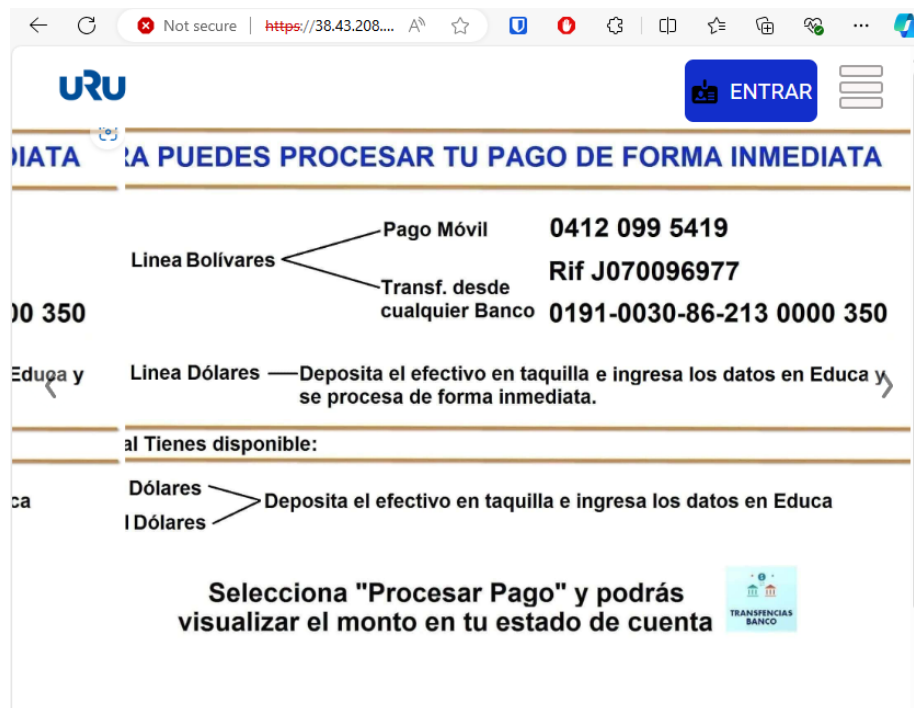 Not secure | https://38.43.208....
URU
ENTRAR
IATA
RA PUEDES PROCESAR TU PAGO DE FORMA INMEDIATA
Linea Bolívares
Pago Móvil
0412 099 5419
Transf. desde
cualquier Banco
Rif J070096977
0191-0030-86-213 0000 350
00 350
Educa y
Linea Dólares
Deposita el efectivo en taquilla e ingresa los datos en Educa y
se procesa de forma inmediata.
al Tienes disponible:
ca
Dólares
l Dólares
Deposita el efectivo en taquilla e ingresa los datos en Educa
Selecciona "Procesar Pago" y podrás
visualizar el monto en tu estado de cuenta
TRANSFENCIAS
BANCO